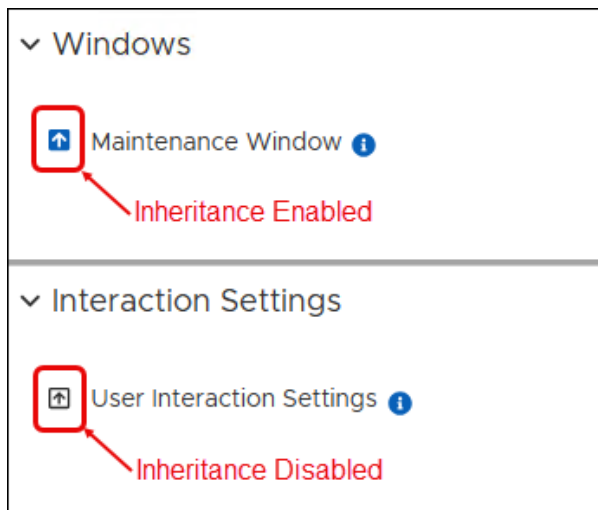 Windows
Maintenance Window
Inheritance Enabled
Interaction Settings
User Interaction Settings
Inheritance Disabled